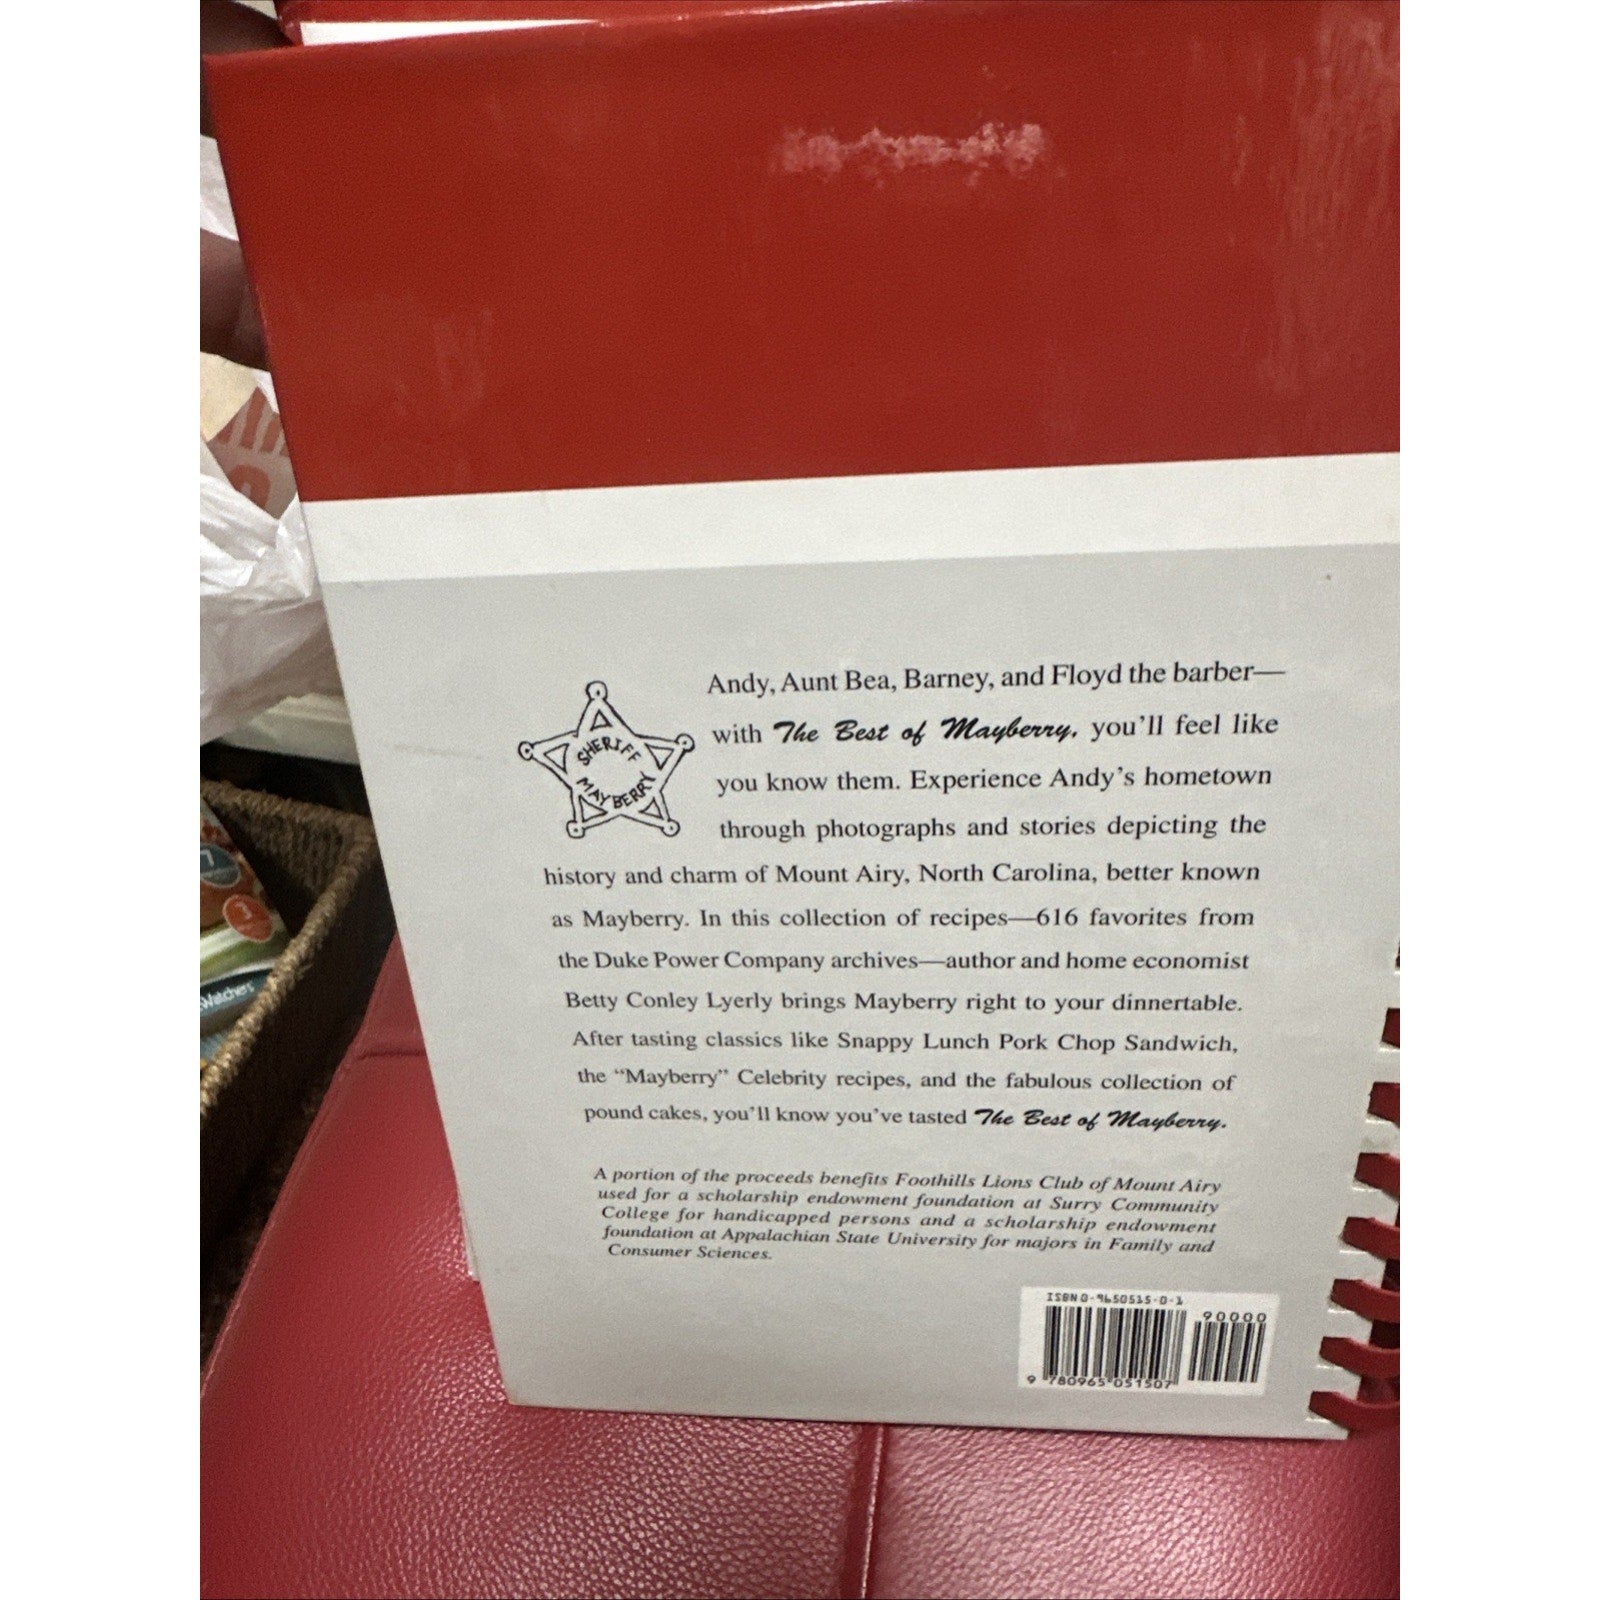 Andy, Aunt Bea, Barney, and Floyd the barber—
SHERIFF
MAYBERRY
with The Best of Mayberry, you'll feel like
you know them. Experience Andy's hometown
through photographs and stories depicting the
history and charm of Mount Airy, North Carolina, better known
as Mayberry. In this collection of recipes—616 favorites from
the Duke Power Company archives—author and home economist
Betty Conley Lyerly brings Mayberry right to your dinnertable.
After tasting classics like Snappy Lunch Pork Chop Sandwich,
the "Mayberry" Celebrity recipes, and the fabulous collection of
pound cakes, you'll know you've tasted The Best of Mayberry.
A portion of the proceeds benefits Foothills Lions Club of Mount Airy
used for a scholarship endowment foundation at Surry Community
College for handicapped persons and a scholarship endowment
foundation at Appalachian State University for majors in Family and
Consumer Sciences.
ISBN 0-9650515-0-1
90000
9 780965 051507
Watchers